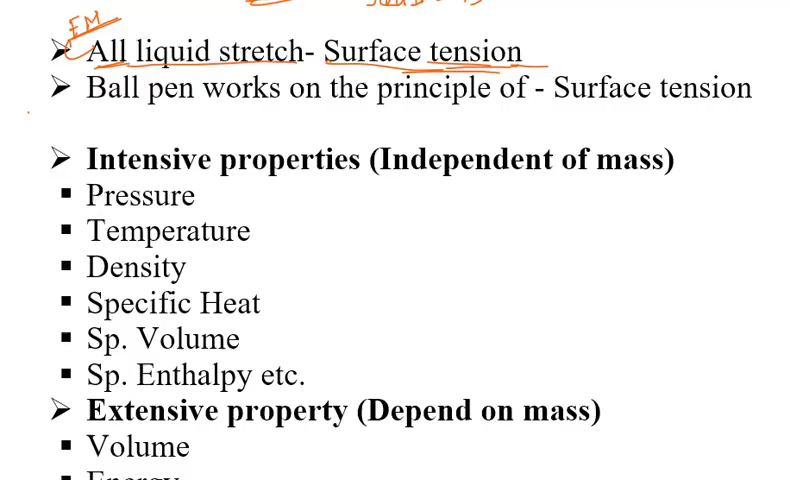 FM
All liquid stretch- Surface tension
Ball pen works on the principle of - Surface tension
Intensive properties (Independent of mass)
Pressure
Temperature
Density
Specific Heat
Sp. Volume
Sp. Enthalpy etc.
Extensive property (Depend on mass)
Volume
Energy